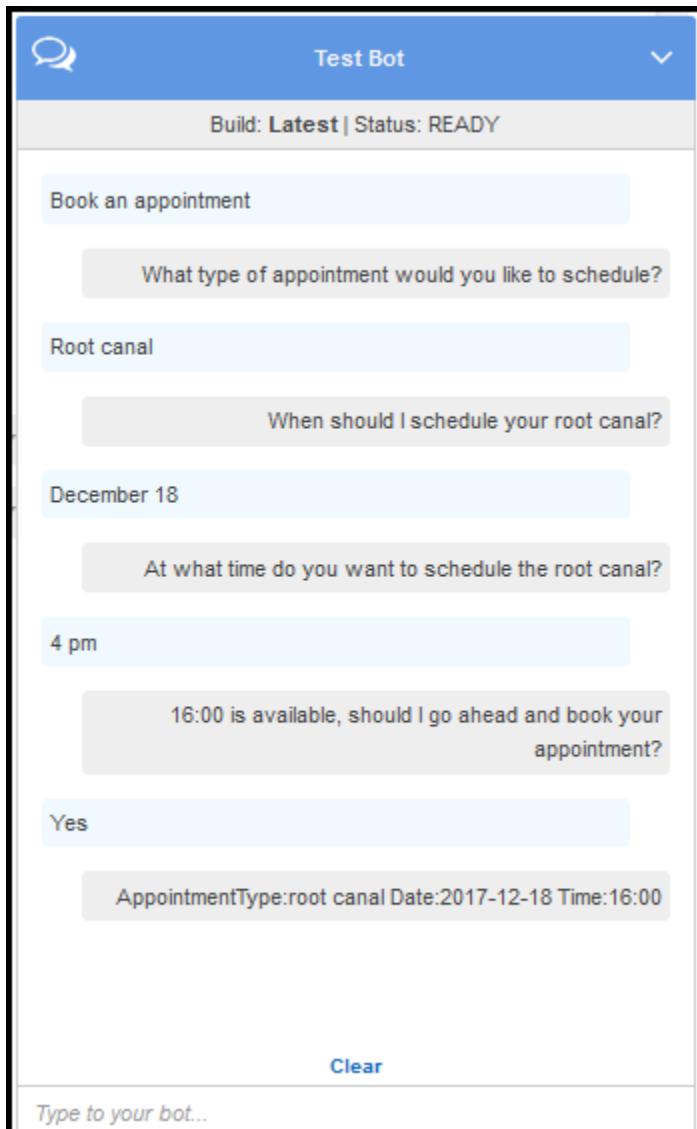 Test Bot
Build: Latest | Status: READY
Book an appointment
What type of appointment would you like to schedule?
Root canal
When should I schedule your root canal?
December 18
At what time do you want to schedule the root canal?
4 pm
16:00 is available, should I go ahead and book your
appointment?
Yes
AppointmentType:root canal Date:2017-12-18 Time:16:00
Clear
Type to your bot...